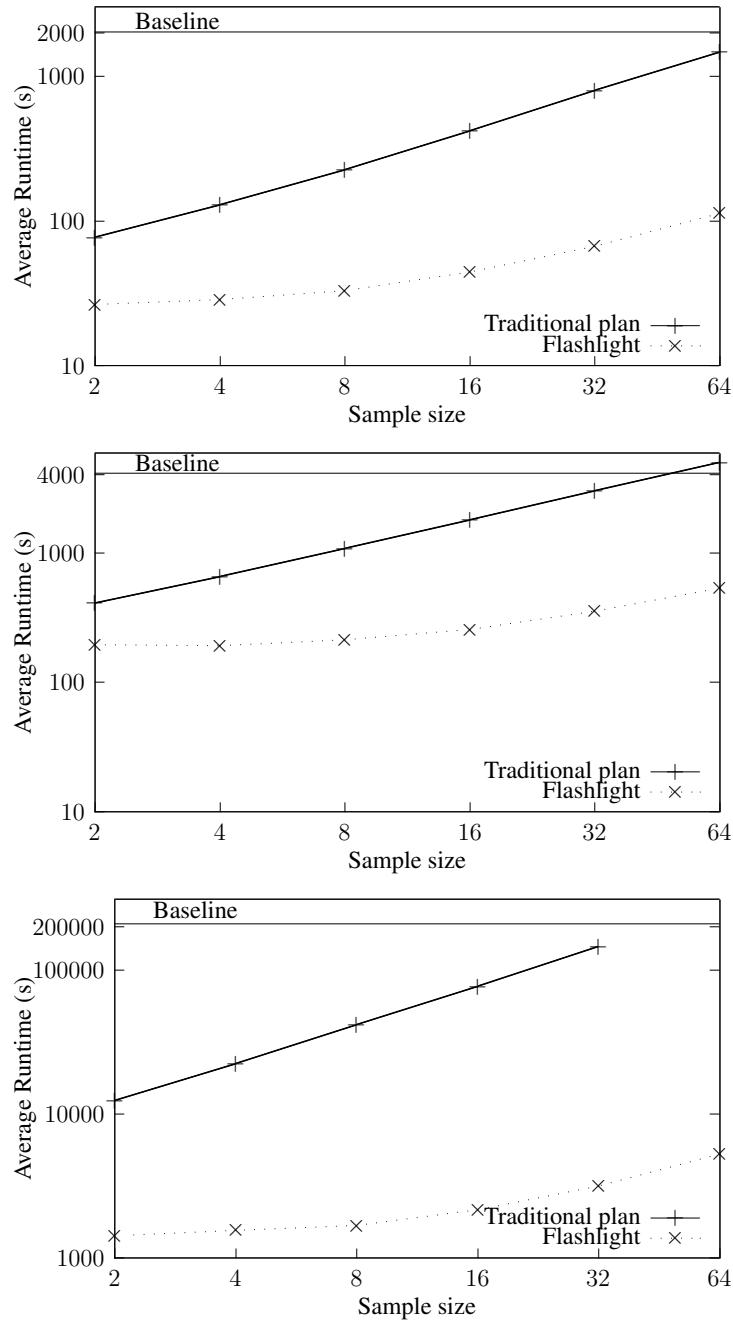 Baseline
2000
1000
100
10
Average Runtime (s)
Traditional plan
Flashlight
2 4 8 16 32 64
Sample size
Baseline
4000
1000
100
10
Average Runtime (s)
Traditional plan
Flashlight
2 4 8 16 32 64
Sample size
Baseline
200000
100000
10000
1000
Average Runtime (s)
Traditional plan
Flashlight
2 4 8 16 32 64
Sample size